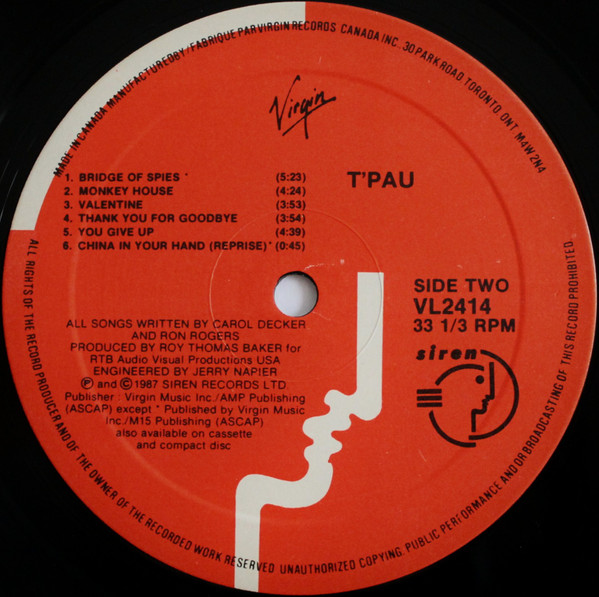 MADE IN CANADA MANUFACTURED BY / FABRIQUE PAR VIRGIN RECORDS CANADA INC. 30 PARK ROAD TORONTO ONT M4W 2N4
Virgin
T'PAU
1. BRIDGE OF SPIES * (5:23)
2. MONKEY HOUSE (4:24)
3. VALENTINE (3:53)
4. THANK YOU FOR GOODBYE (3:54)
5. YOU GIVE UP (4:39)
6. CHINA IN YOUR HAND (REPRISE) * (0:45)
SIDE TWO
VL2414
33 1/3 RPM
siren
ALL SONGS WRITTEN BY CAROL DECKER
AND RON ROGERS
PRODUCED BY ROY THOMAS BAKER for
RTB Audio Visual Productions USA
ENGINEERED BY JERRY NAPIER
℗ and © 1987 SIREN RECORDS LTD.
Publisher : Virgin Music Inc./AMP Publishing
(ASCAP) except * Published by Virgin Music
Inc./M15 Publishing (ASCAP)
also available on cassette
and compact disc
ALL RIGHTS OF THE RECORD PRODUCER AND OF THE OWNER OF THE RECORDED WORK RESERVED UNAUTHORIZED COPYING, PUBLIC PERFORMANCE AND OR BROADCASTING OF THIS RECORD PROHIBITED.